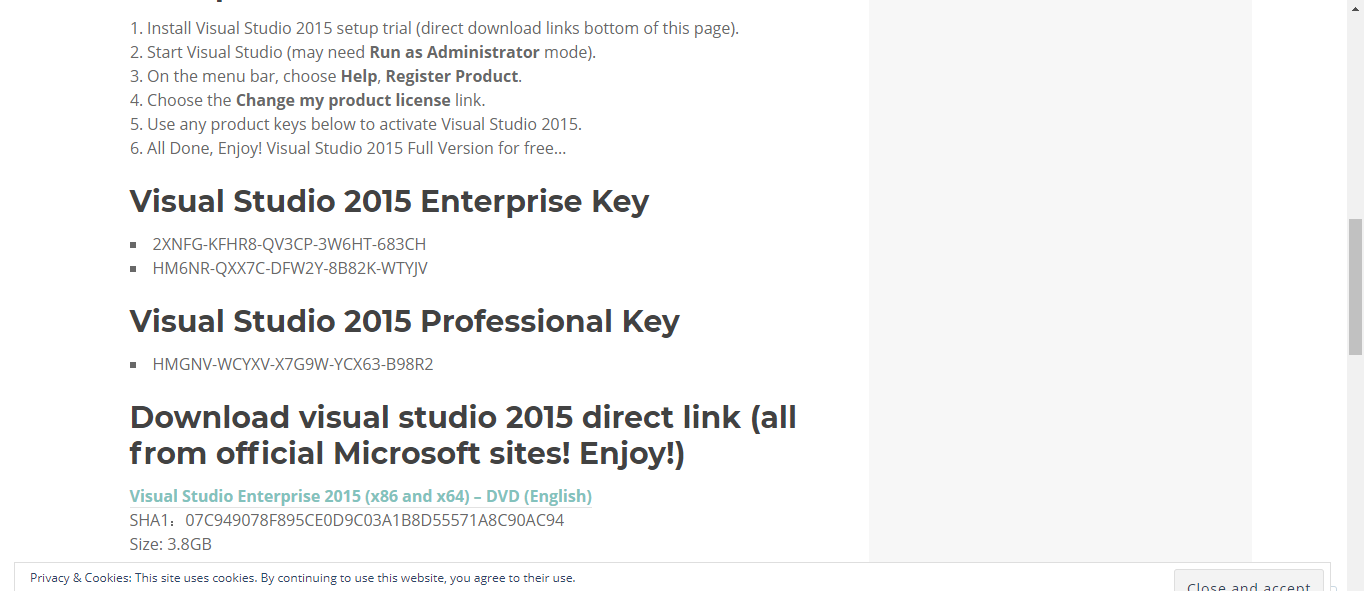 1. Install Visual Studio 2015 setup trial (direct download links bottom of this page).
2. Start Visual Studio (may need Run as Administrator mode).
3. On the menu bar, choose Help, Register Product.
4. Choose the Change my product license link.
5. Use any product keys below to activate Visual Studio 2015.
6. All Done, Enjoy! Visual Studio 2015 Full Version for free...
Visual Studio 2015 Enterprise Key
2XNFG-KFHR8-QV3CP-3W6HT-683CH
HM6NR-QXX7C-DFW2Y-8B82K-WTYJV
Visual Studio 2015 Professional Key
HMGNV-WCYXV-X7G9W-YCX63-B98R2
Download visual studio 2015 direct link (all
from official Microsoft sites! Enjoy!)
Visual Studio Enterprise 2015 (x86 and x64) – DVD (English)
SHA1：07C949078F895CE0D9C03A1B8D55571A8C90AC94
Size: 3.8GB
Privacy & Cookies: This site uses cookies. By continuing to use this website, you agree to their use.
Close and accept